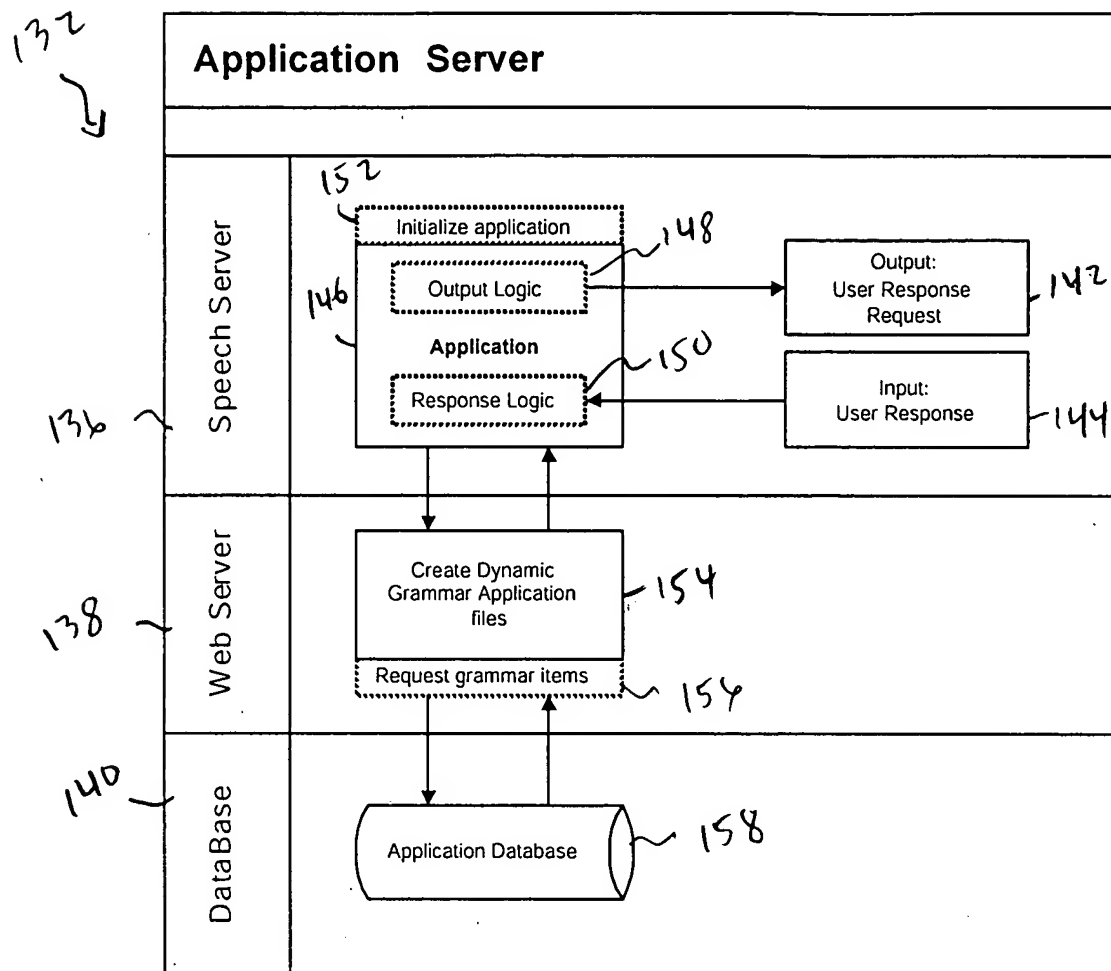 132
Application Server
Speech Server
136
152
Initialize application
148
Output Logic
146
Application
150
Response Logic
Output:
User Response
Request
142
Input:
User Response
144
Web Server
138
Create Dynamic
Grammar Application
files
154
Request grammar items
156
DataBase
140
Application Database
158